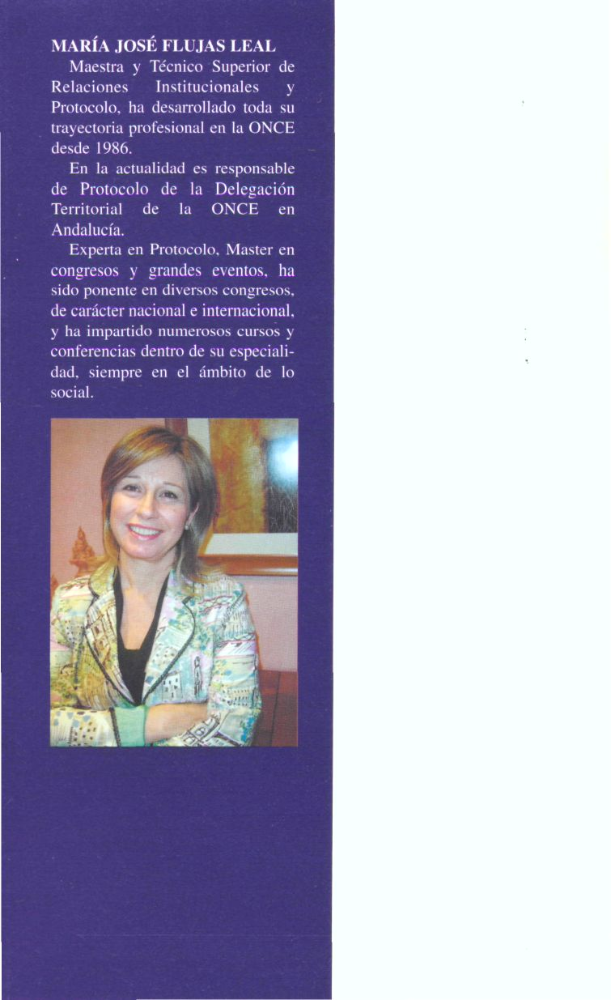 MARÍA JOSÉ FLUJAS LEAL
Maestra y Técnico Superior de
Relaciones Institucionales y
Protocolo, ha desarrollado toda su
trayectoria profesional en la ONCE
desde 1986.
En la actualidad es responsable
de Protocolo de la Delegación
Territorial de la ONCE en
Andalucía.
Experta en Protocolo, Master en
congresos y grandes eventos, ha
sido ponente en diversos congresos,
de carácter nacional e internacional,
y ha impartido numerosos cursos y
conferencias dentro de su especiali-
dad, siempre en el ámbito de lo
social.